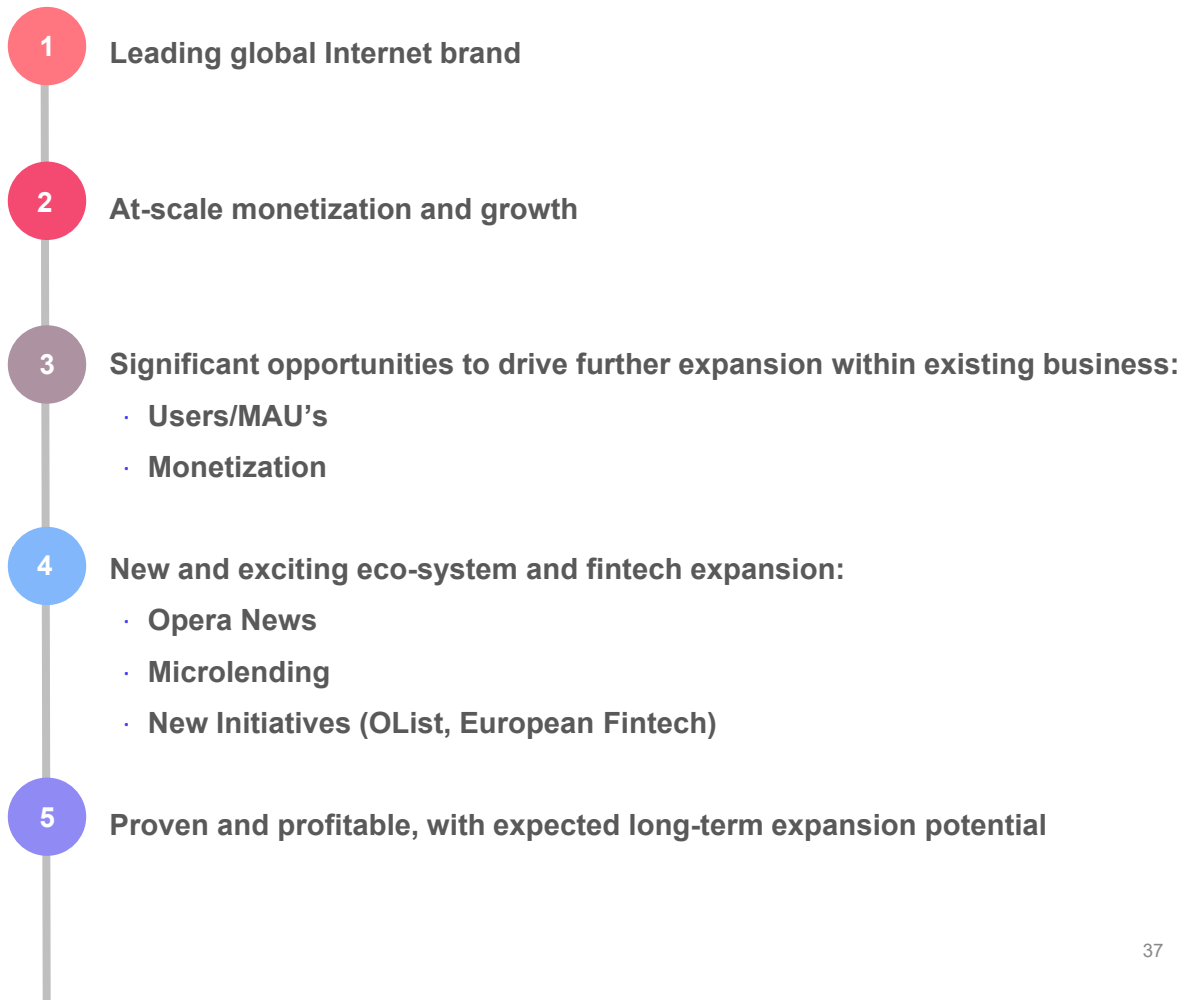 1
Leading global Internet brand
2
At-scale monetization and growth
3
Significant opportunities to drive further expansion within existing business:
· Users/MAU’s
· Monetization
4
New and exciting eco-system and fintech expansion:
· Opera News
· Microlending
· New Initiatives (OList, European Fintech)
5
Proven and profitable, with expected long-term expansion potential
37